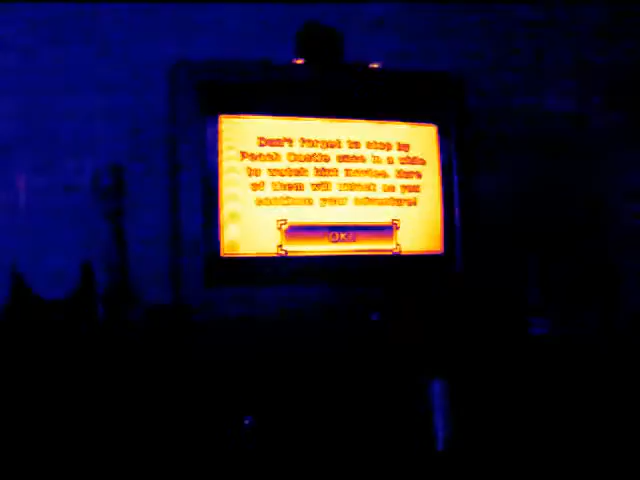 Don't forget to stop by
Peach Castle once in a while
to watch hint movies. More
of them will unlock as you
continue your adventure!
OK!